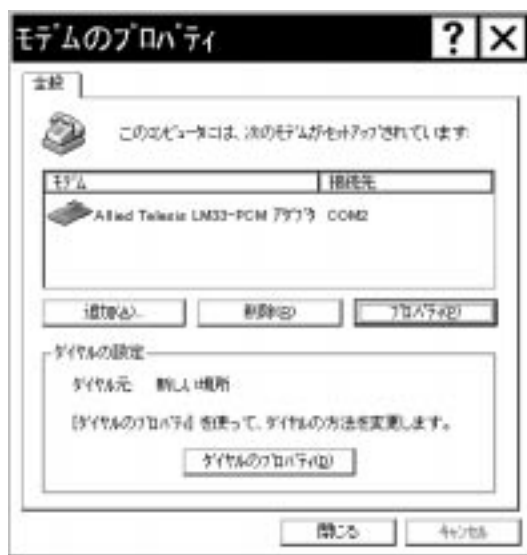 モデムのプロパティ
全般
このコンピュータには、次のモデムがセットアップされています:
モデム 接続先
Allied Telesis LM33-PCM アダプタ COM2
追加(A)... 削除(E) プロパティ(R)
ダイヤルの設定
ダイヤル元 新しい場所
[ダイヤルのプロパティ] を使って、ダイヤルの方法を変更します。
ダイヤルのプロパティ(D)
閉じる キャンセル